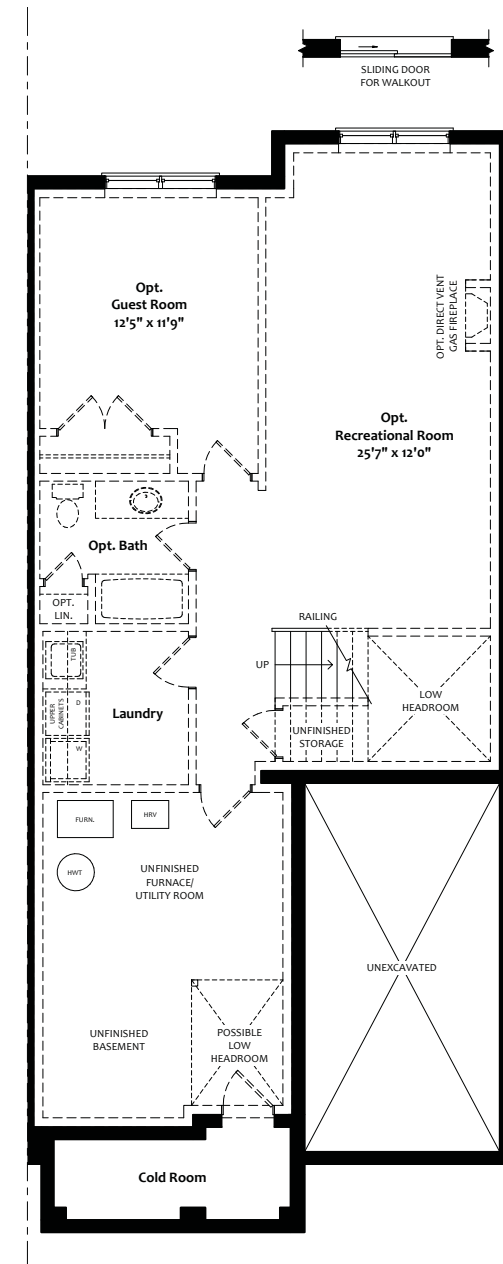 SLIDING DOOR
FOR WALKOUT
Opt.
Guest Room
12'5" x 11'9"
OPT. DIRECT VENT
GAS FIREPLACE
Opt.
Recreational Room
25'7" x 12'0"
Opt. Bath
OPT.
LIN.
RAILING
UP
TUB
UPPER
CABINETS
D
W
Laundry
LOW
HEADROOM
UNFINISHED
STORAGE
FURN.
HRV
HWT
UNFINISHED
FURNACE/
UTILITY ROOM
UNEXCAVATED
UNFINISHED
BASEMENT
POSSIBLE
LOW
HEADROOM
Cold Room